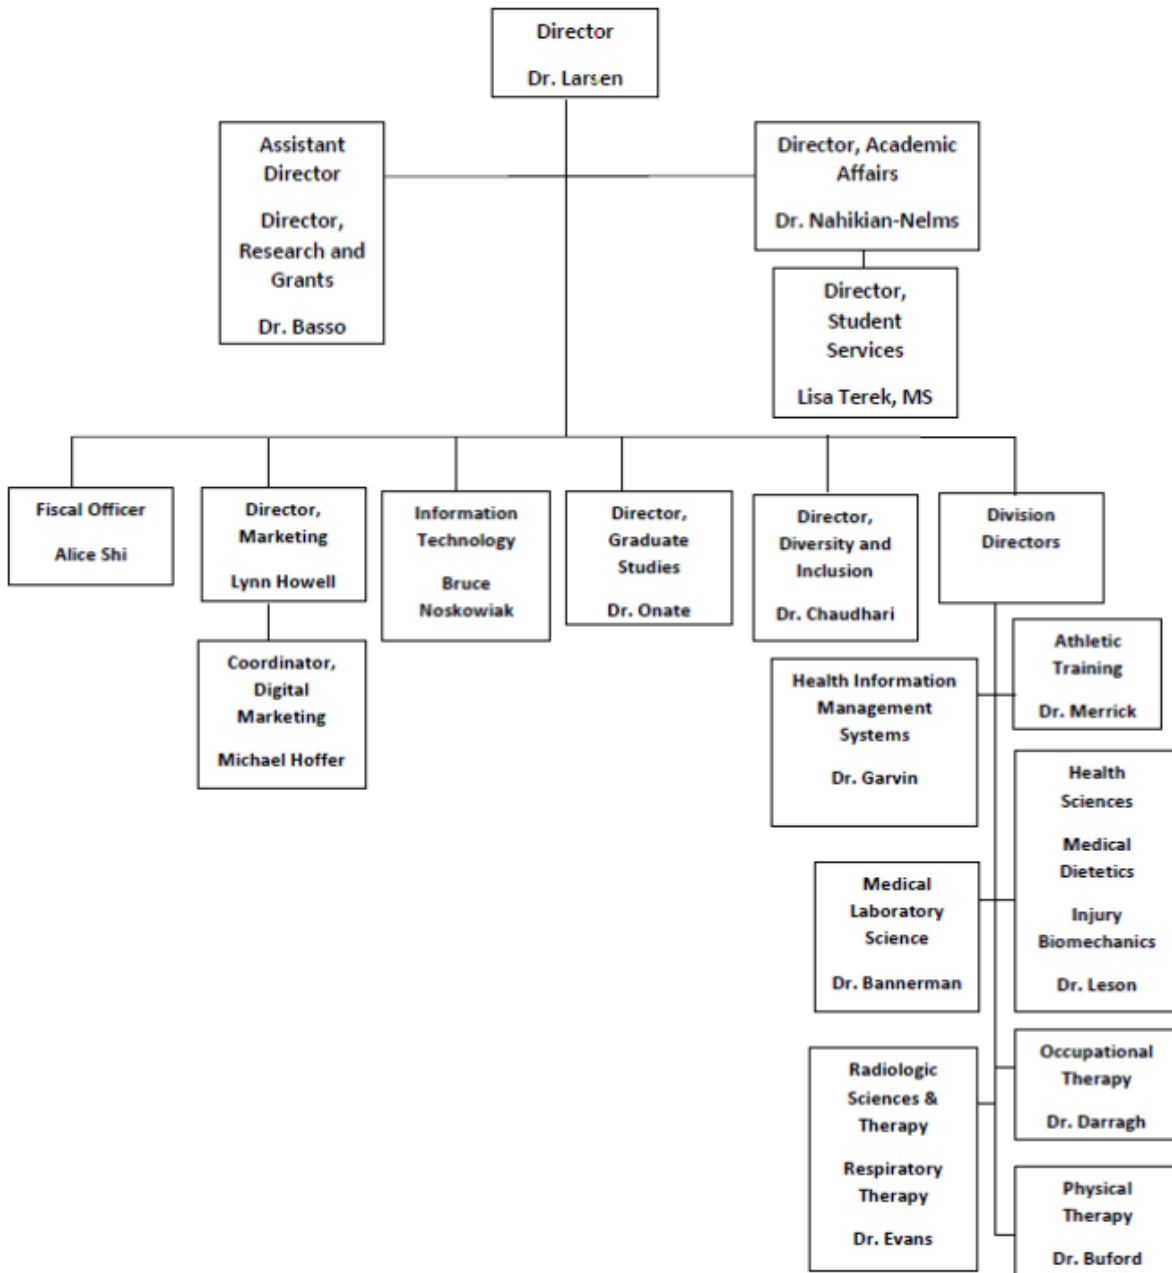 Director
Dr. Larsen
Assistant
Director
Director,
Research and
Grants
Dr. Basso
Director, Academic
Affairs
Dr. Nahikian-Nelms
Director,
Student
Services
Lisa Terek, MS
Fiscal Officer
Alice Shi
Director,
Marketing
Lynn Howell
Coordinator,
Digital
Marketing
Michael Hoffer
Information
Technology
Bruce
Noskowiak
Director,
Graduate
Studies
Dr. Onate
Director,
Diversity and
Inclusion
Dr. Chaudhari
Division
Directors
Athletic
Training
Dr. Merrick
Health Information
Management
Systems
Dr. Garvin
Health
Sciences
Medical
Dietetics
Injury
Biomechanics
Dr. Leson
Medical
Laboratory
Science
Dr. Bannerman
Occupational
Therapy
Dr. Darragh
Radiologic
Sciences &
Therapy
Respiratory
Therapy
Dr. Evans
Physical
Therapy
Dr. Buford